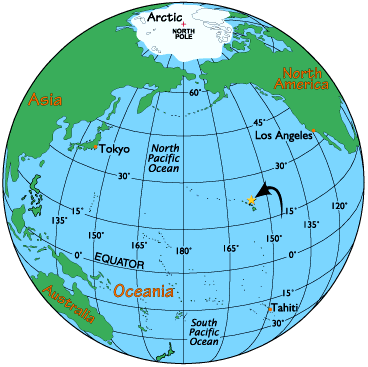 Arctic
NORTH
POLE
North
America
Asia
60°
45°
Los Angeles
Tokyo
North
Pacific
Ocean
30°
30°
15°
15°
120°
135°
135°
150°
150°
165°
180°
165°
0°
0°
EQUATOR
Oceania
15°
Australia
Tahiti
30°
South
Pacific
Ocean